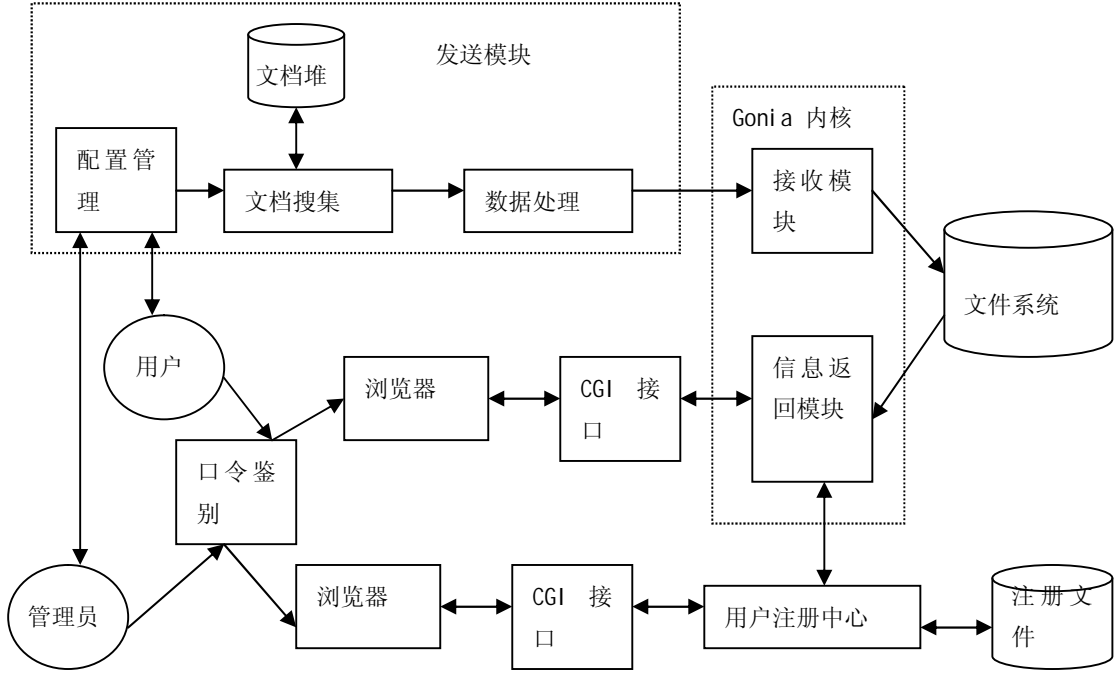 发送模块
文档堆
Gonia 内核
配置管
理
文档搜集
数据处理
接收模
块
文件系统
用户
浏览器
CGI 接
口
信息返
回模块
口令鉴
别
管理员
浏览器
CGI 接
口
用户注册中心
注册文
件